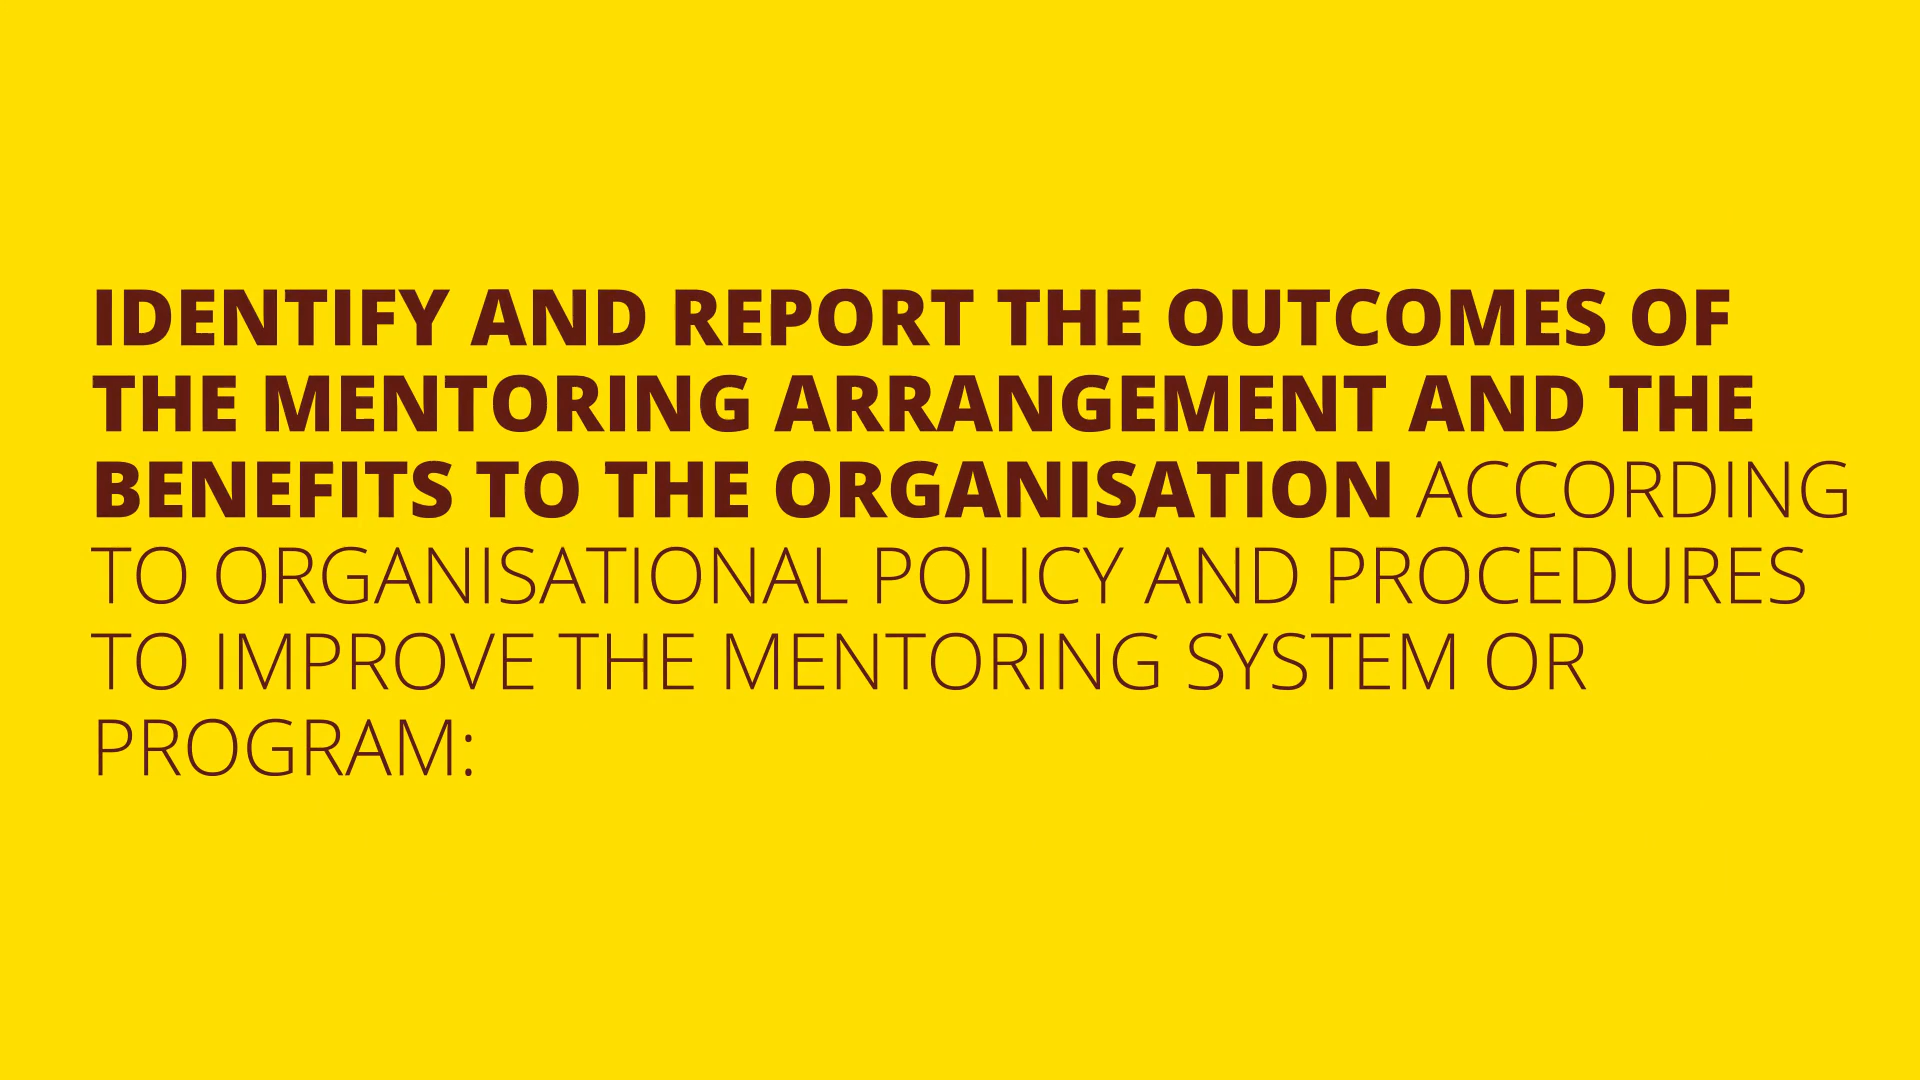 IDENTIFY AND REPORT THE OUTCOMES OF
THE MENTORING ARRANGEMENT AND THE
BENEFITS TO THE ORGANISATION ACCORDING
TO ORGANISATIONAL POLICY AND PROCEDURES
TO IMPROVE THE MENTORING SYSTEM OR
PROGRAM: